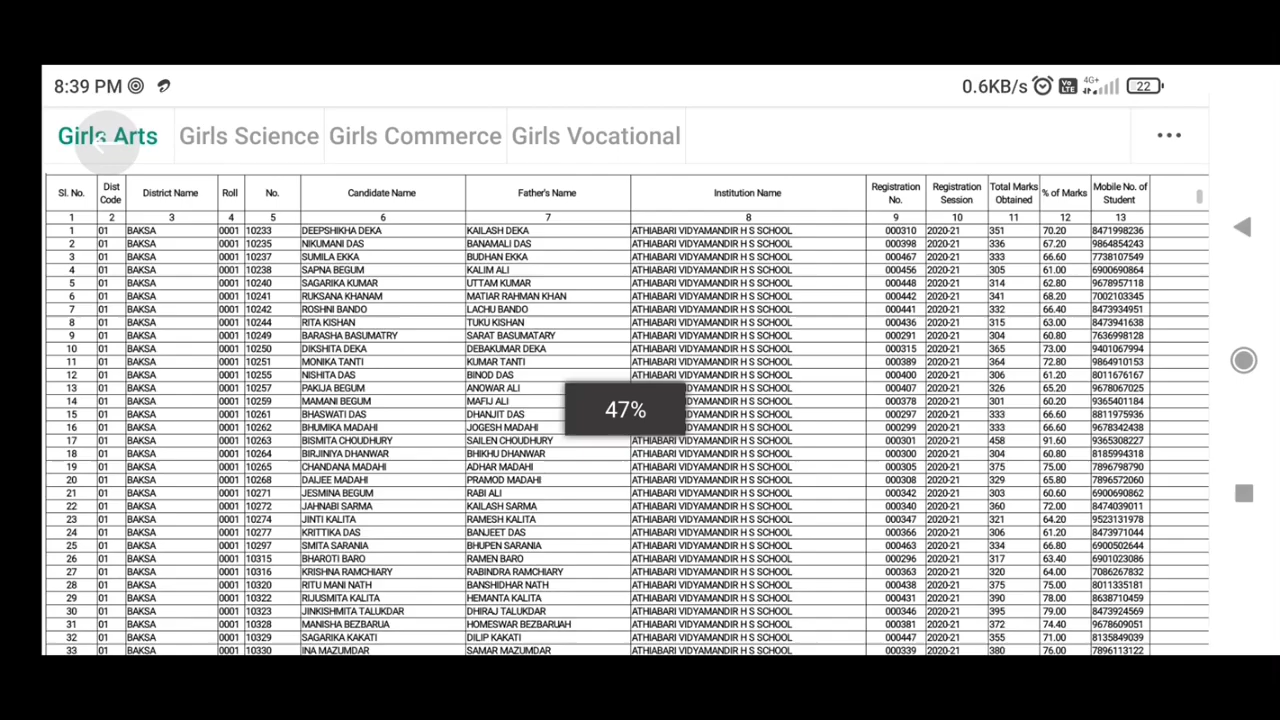 8:39 PM 0.6KB/s Vo LTE 4G+ 22
Girls Arts Girls Science Girls Commerce Girls Vocational
Sl. No. Dist Code District Name Roll No. Candidate Name Father's Name Institution Name Registration No. Registration Session Total Marks Obtained % of Marks Mobile No. of Student
1 2 3 4 5 6 7 8 9 10 11 12 13
1 01 BAKSA 0001 10233 DEEPSHIKHA DEKA KAILASH DEKA ATHIABARI VIDYAMANDIR H S SCHOOL 000310 2020-21 351 70.20 8471998236
2 01 BAKSA 0001 10235 NIKUMANI DAS BANAMALI DAS ATHIABARI VIDYAMANDIR H S SCHOOL 000398 2020-21 336 67.20 9864854243
3 01 BAKSA 0001 10237 SUMILA EKKA BUDHAN EKKA ATHIABARI VIDYAMANDIR H S SCHOOL 000467 2020-21 333 66.60 7738107549
4 01 BAKSA 0001 10238 SAPNA BEGUM KALIM ALI ATHIABARI VIDYAMANDIR H S SCHOOL 000456 2020-21 305 61.00 6900690864
5 01 BAKSA 0001 10240 SAGARIKA KUMAR UTTAM KUMAR ATHIABARI VIDYAMANDIR H S SCHOOL 000448 2020-21 314 62.80 9678957118
6 01 BAKSA 0001 10241 RUKSANA KHANAM MATIAR RAHMAN KHAN ATHIABARI VIDYAMANDIR H S SCHOOL 000442 2020-21 341 68.20 7002103345
7 01 BAKSA 0001 10242 ROSHNI BANDO LACHU BANDO ATHIABARI VIDYAMANDIR H S SCHOOL 000441 2020-21 332 66.40 8473934951
8 01 BAKSA 0001 10244 RITA KISHAN TUKU KISHAN ATHIABARI VIDYAMANDIR H S SCHOOL 000436 2020-21 315 63.00 8473941638
9 01 BAKSA 0001 10249 BARASHA BASUMATRY SARAT BASUMATARY ATHIABARI VIDYAMANDIR H S SCHOOL 000291 2020-21 304 60.80 7636998128
10 01 BAKSA 0001 10250 DIKSHITA DEKA DEBAKUMAR DEKA ATHIABARI VIDYAMANDIR H S SCHOOL 000315 2020-21 365 73.00 9401067994
11 01 BAKSA 0001 10251 MONIKA TANTI KUMAR TANTI ATHIABARI VIDYAMANDIR H S SCHOOL 000389 2020-21 364 72.80 9864910153
12 01 BAKSA 0001 10255 NISHITA DAS BINOD DAS ATHIABARI VIDYAMANDIR H S SCHOOL 000400 2020-21 306 61.20 8011676167
13 01 BAKSA 0001 10257 PAKIJA BEGUM ANOWAR ALI VIDYAMANDIR H S SCHOOL 000407 2020-21 326 65.20 9678067025
14 01 BAKSA 0001 10259 MAMANI BEGUM MAFIJ ALI VIDYAMANDIR H S SCHOOL 000378 2020-21 301 60.20 9365401184
47%
15 01 BAKSA 0001 10261 BHASWATI DAS DHANJIT DAS VIDYAMANDIR H S SCHOOL 000297 2020-21 333 66.60 8811975936
16 01 BAKSA 0001 10262 BHUMIKA MADAHI JOGESH MADAHI VIDYAMANDIR H S SCHOOL 000299 2020-21 333 66.60 9678342438
17 01 BAKSA 0001 10263 BISMITA CHOUDHURY SAILEN CHOUDHURY ATHIABARI VIDYAMANDIR H S SCHOOL 000301 2020-21 458 91.60 9365308227
18 01 BAKSA 0001 10264 BIRJINIYA DHANWAR BHIKHU DHANWAR ATHIABARI VIDYAMANDIR H S SCHOOL 000300 2020-21 304 60.80 8185994318
19 01 BAKSA 0001 10265 CHANDANA MADAHI ADHAR MADAHI ATHIABARI VIDYAMANDIR H S SCHOOL 000305 2020-21 375 75.00 7896798790
20 01 BAKSA 0001 10268 DAIJEE MADAHI PRAMOD MADAHI ATHIABARI VIDYAMANDIR H S SCHOOL 000308 2020-21 329 65.80 7896572060
21 01 BAKSA 0001 10271 JESMINA BEGUM RABI ALI ATHIABARI VIDYAMANDIR H S SCHOOL 000342 2020-21 303 60.60 6900690862
22 01 BAKSA 0001 10272 JAHNABI SARMA KAILASH SARMA ATHIABARI VIDYAMANDIR H S SCHOOL 000340 2020-21 360 72.00 8474039011
23 01 BAKSA 0001 10274 JINTI KALITA RAMESH KALITA ATHIABARI VIDYAMANDIR H S SCHOOL 000347 2020-21 321 64.20 9523131978
24 01 BAKSA 0001 10277 KRITTIKA DAS BANJEET DAS ATHIABARI VIDYAMANDIR H S SCHOOL 000366 2020-21 306 61.20 8473971044
25 01 BAKSA 0001 10297 SMITA SARANIA BHUPEN SARANIA ATHIABARI VIDYAMANDIR H S SCHOOL 000463 2020-21 334 66.80 6900502644
26 01 BAKSA 0001 10315 BHAROTI BARO RAMEN BARO ATHIABARI VIDYAMANDIR H S SCHOOL 000296 2020-21 317 63.40 6901023086
27 01 BAKSA 0001 10316 KRISHNA RAMCHIARY RABINDRA RAMCHIARY ATHIABARI VIDYAMANDIR H S SCHOOL 000363 2020-21 320 64.00 7086267832
28 01 BAKSA 0001 10320 RITU MANI NATH BANSHIDHAR NATH ATHIABARI VIDYAMANDIR H S SCHOOL 000438 2020-21 375 75.00 8011335181
29 01 BAKSA 0001 10322 RIJUSMITA KALITA HEMANTA KALITA ATHIABARI VIDYAMANDIR H S SCHOOL 000431 2020-21 390 78.00 8638710459
30 01 BAKSA 0001 10323 JINKISHMITA TALUKDAR DHIRAJ TALUKDAR ATHIABARI VIDYAMANDIR H S SCHOOL 000346 2020-21 395 79.00 8473924569
31 01 BAKSA 0001 10328 MANISHA BEZBARUA HOMESWAR BEZBARUAH ATHIABARI VIDYAMANDIR H S SCHOOL 000381 2020-21 372 74.40 9678609051
32 01 BAKSA 0001 10329 SAGARIKA KAKATI DILIP KAKATI ATHIABARI VIDYAMANDIR H S SCHOOL 000447 2020-21 355 71.00 8135849039
33 01 BAKSA 0001 10330 INA MAZUMDAR SAMAR MAZUMDAR ATHIABARI VIDYAMANDIR H S SCHOOL 000339 2020-21 380 76.00 7896113122